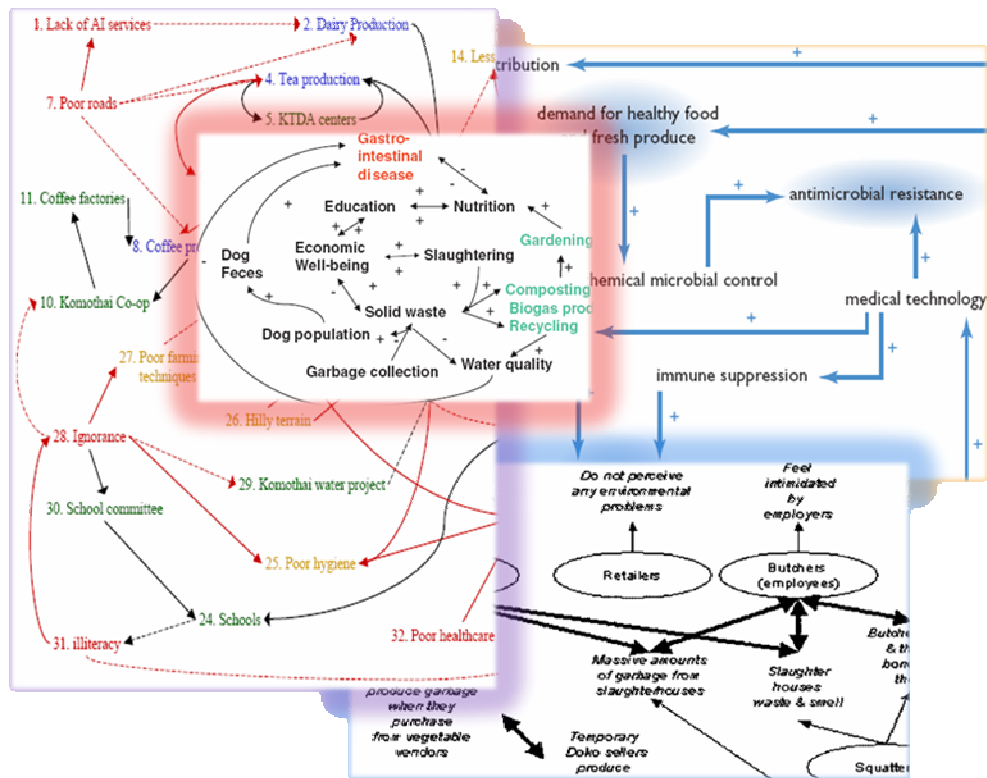 1. Lack of AI services
2. Dairy Production
14. Less
tribution
+
7. Poor roads
4. Tea production
5. KTDA centers
demand for healthy food
fresh produce
+
11. Coffee factories
8. Coffee
10. Komothai Co-op
27. Poor
techniques
26. Hilly terrain
28. Ignorance
29. Komothai water project
30. School committee
25. Poor hygiene
24. Schools
31. illiteracy
32. Poor healthcare
Gastro-
intestinal
disease
Education
Nutrition
Economic
Well-being
Slaughtering
Gardening
Dog
Feces
Composting
Biogas
Recycling
Solid waste
Dog population
Garbage collection
Water quality
+
-
antimicrobial resistance
+
+
hemical microbial control
+
medical technology
+
immune suppression
+
+
+
+
Do not perceive
any environmental
problems
Feel
intimidated
by
employers
Retailers
Butchers
(employees)
Massive amounts
of garbage from
slaughterhouses
Slaughter
houses
waste & smell
& th
bon
th
produce garbage
when they
purchase
from vegetable
vendors
Temporary
Doko sellers
produce
Squatter